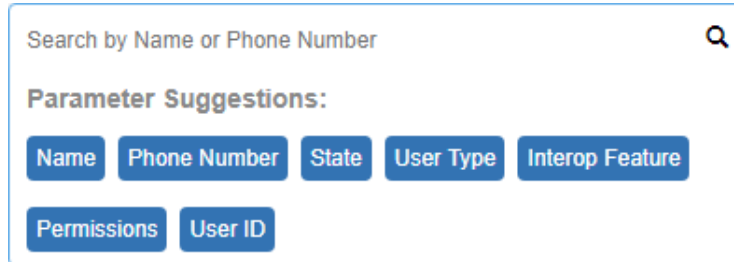 Search by Name or Phone Number
Parameter Suggestions:
Name Phone Number State User Type Interop Feature
Permissions User ID